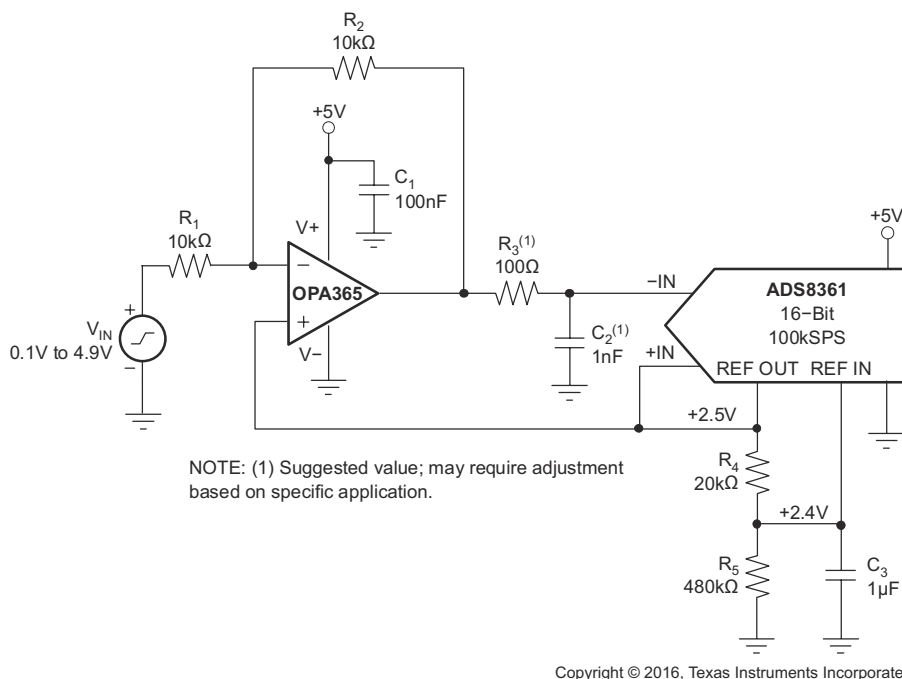 R2
10kΩ
+5V
C1
100nF
R1
10kΩ
V+
R3(1)
100Ω
+5V
−
OPA365
+
V−
−IN
ADS8361
16−Bit
100kSPS
+
VIN
0.1V to 4.9V
−
C2(1)
1nF
+IN
REF OUT REF IN
+2.5V
NOTE: (1) Suggested value; may require adjustment
based on specific application.
R4
20kΩ
+2.4V
R5
480kΩ
C3
1µF
Copyright © 2016, Texas Instruments Incorporate